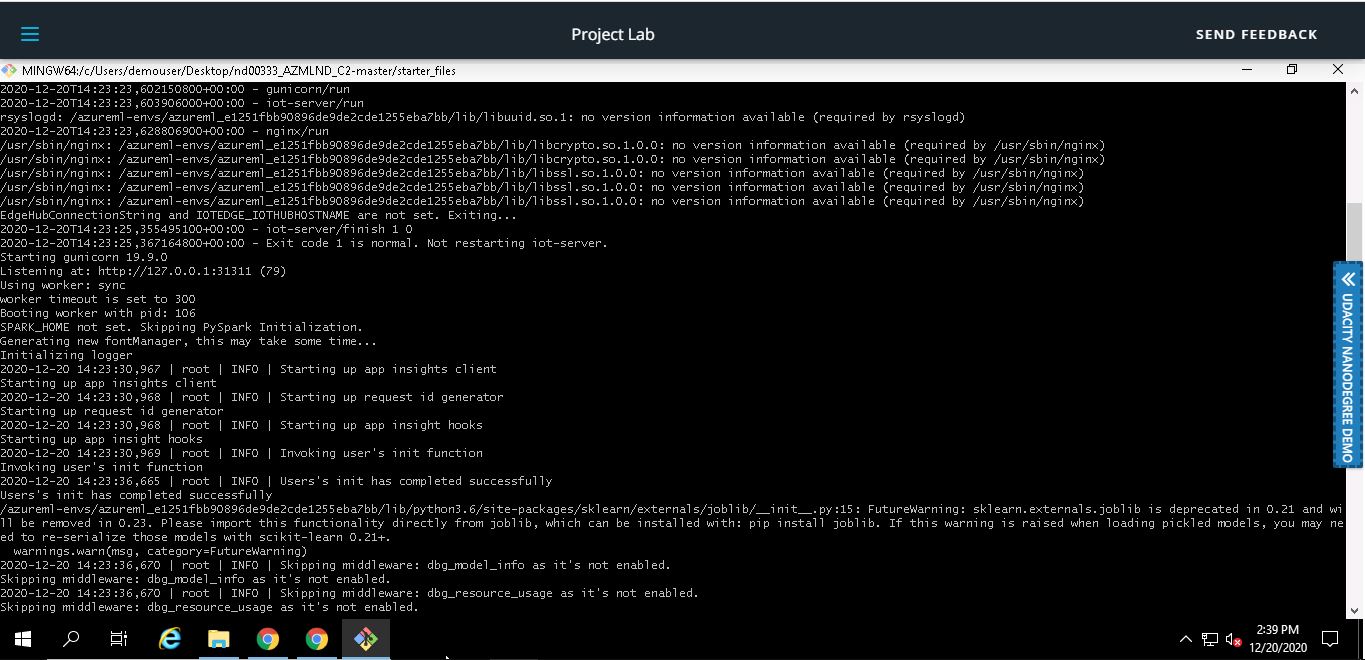 Project Lab
SEND FEEDBACK
MINGW64:/c/Users/demouser/Desktop/nd00333_AZMLND_C2-master/starter_files
2020-12-20T14:23:23,602150800+00:00 - gunicorn/run
2020-12-20T14:23:23,603906000+00:00 - iot-server/run
rsyslogd: /azureml-envs/azureml_e1251fbb90896de9de2cde1255eba7bb/lib/libuuid.so.1: no version information available (required by rsyslogd)
2020-12-20T14:23:23,628806900+00:00 - nginx/run
/usr/sbin/nginx: /azureml-envs/azureml_e1251fbb90896de9de2cde1255eba7bb/lib/libcrypto.so.1.0.0: no version information available (required by /usr/sbin/nginx)
/usr/sbin/nginx: /azureml-envs/azureml_e1251fbb90896de9de2cde1255eba7bb/lib/libcrypto.so.1.0.0: no version information available (required by /usr/sbin/nginx)
/usr/sbin/nginx: /azureml-envs/azureml_e1251fbb90896de9de2cde1255eba7bb/lib/libssl.so.1.0.0: no version information available (required by /usr/sbin/nginx)
/usr/sbin/nginx: /azureml-envs/azureml_e1251fbb90896de9de2cde1255eba7bb/lib/libssl.so.1.0.0: no version information available (required by /usr/sbin/nginx)
EdgeHubConnectionString and IOTEDGE_IOTHUBHOSTNAME are not set. Exiting...
2020-12-20T14:23:25,355495100+00:00 - iot-server/finish 1 0
2020-12-20T14:23:25,367164800+00:00 - Exit code 1 is normal. Not restarting iot-server.
Starting gunicorn 19.9.0
Listening at: http://127.0.0.1:31311 (79)
Using worker: sync
worker timeout is set to 300
Booting worker with pid: 106
SPARK_HOME not set. Skipping PySpark Initialization.
Generating new fontManager, this may take some time...
Initializing logger
2020-12-20 14:23:30,967 | root | INFO | Starting up app insights client
Starting up app insights client
2020-12-20 14:23:30,968 | root | INFO | Starting up request id generator
Starting up request id generator
2020-12-20 14:23:30,968 | root | INFO | Starting up app insight hooks
Starting up app insight hooks
2020-12-20 14:23:30,969 | root | INFO | Invoking user's init function
Invoking user's init function
2020-12-20 14:23:36,665 | root | INFO | Users's init has completed successfully
Users's init has completed successfully
/azureml-envs/azureml_e1251fbb90896de9de2cde1255eba7bb/lib/python3.6/site-packages/sklearn/externals/joblib/__init__.py:15: FutureWarning: sklearn.externals.joblib is deprecated in 0.21 and wi
ll be removed in 0.23. Please import this functionality directly from joblib, which can be installed with: pip install joblib. If this warning is raised when loading pickled models, you may ne
ed to re-serialize those models with scikit-learn 0.21+.
  warnings.warn(msg, category=FutureWarning)
2020-12-20 14:23:36,670 | root | INFO | Skipping middleware: dbg_model_info as it's not enabled.
Skipping middleware: dbg_model_info as it's not enabled.
2020-12-20 14:23:36,670 | root | INFO | Skipping middleware: dbg_resource_usage as it's not enabled.
Skipping middleware: dbg_resource_usage as it's not enabled.
UDACITY NANODEGREE DEMO
2:39 PM
12/20/2020